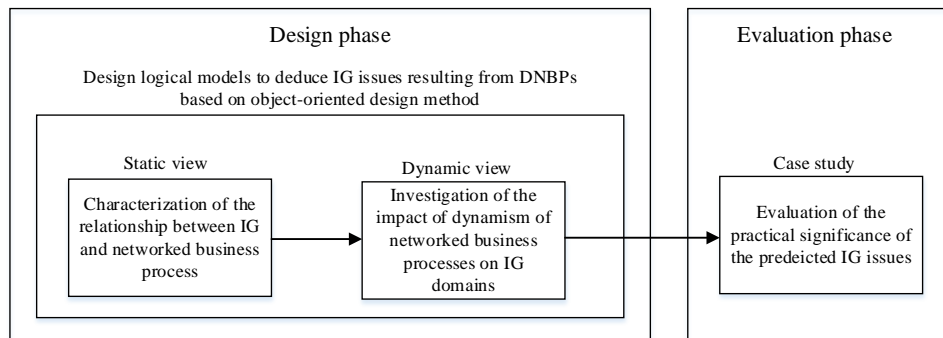 Design phase
Design logical models to deduce IG issues resulting from DNBPs
based on object-oriented design method
Static view
Characterization of the
relationship between IG
and networked business
process
Dynamic view
Investigation of the
impact of dynamism of
networked business
processes on IG
domains
Evaluation phase
Case study
Evaluation of the
practical significance of
the predeicted IG issues